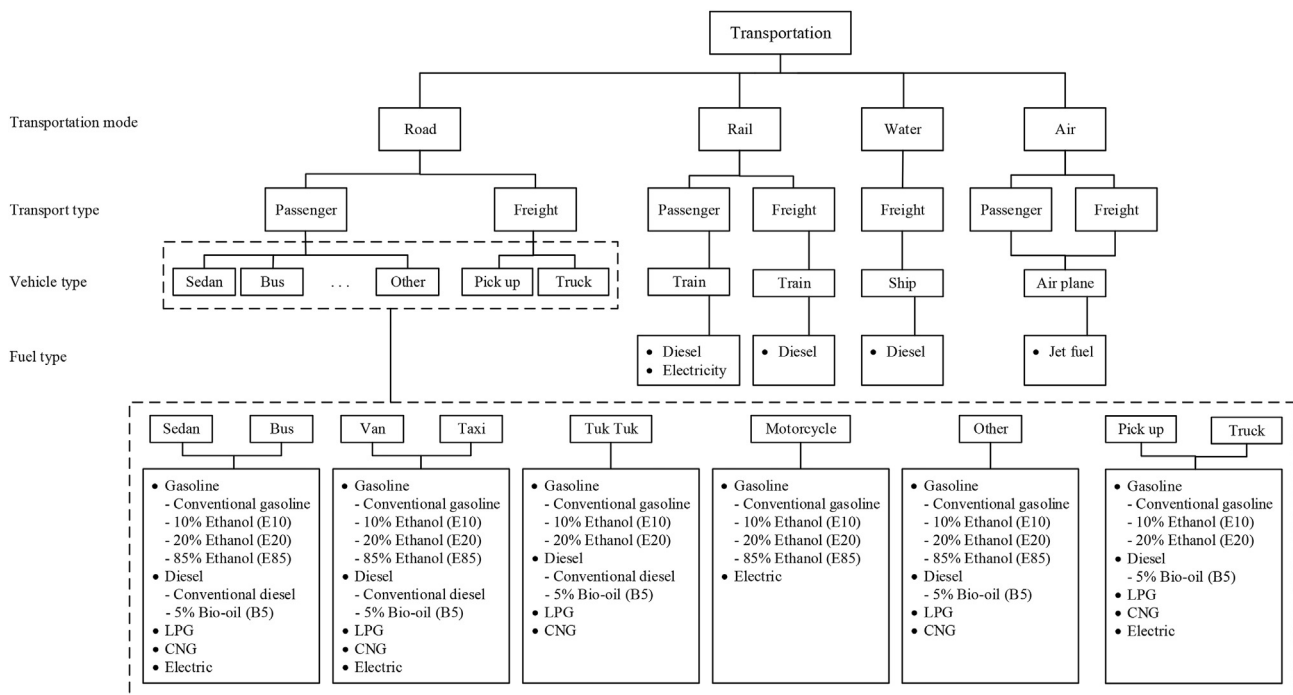 Transportation
Transportation mode
Road
Rail
Water
Air
Transport type
Passenger
Freight
Passenger
Freight
Freight
Passenger
Freight
Vehicle type
Sedan
Bus
. . .
Other
Pick up
Truck
Train
Train
Ship
Air plane
Fuel type
• Diesel
• Electricity
• Diesel
• Diesel
• Jet fuel
Sedan
Bus
• Gasoline
- Conventional gasoline
- 10% Ethanol (E10)
- 20% Ethanol (E20)
- 85% Ethanol (E85)
• Diesel
- Conventional diesel
- 5% Bio-oil (B5)
• LPG
• CNG
• Electric
Van
Taxi
• Gasoline
- Conventional gasoline
- 10% Ethanol (E10)
- 20% Ethanol (E20)
- 85% Ethanol (E85)
• Diesel
- Conventional diesel
- 5% Bio-oil (B5)
• LPG
• CNG
• Electric
Tuk Tuk
• Gasoline
- Conventional gasoline
- 10% Ethanol (E10)
- 20% Ethanol (E20)
• Diesel
- Conventional diesel
- 5% Bio-oil (B5)
• LPG
• CNG
Motorcycle
• Gasoline
- Conventional gasoline
- 10% Ethanol (E10)
- 20% Ethanol (E20)
- 85% Ethanol (E85)
• Electric
Other
• Gasoline
- Conventional gasoline
- 10% Ethanol (E10)
- 20% Ethanol (E20)
- 85% Ethanol (E85)
• Diesel
- 5% Bio-oil (B5)
• LPG
• CNG
Pick up
Truck
• Gasoline
- Conventional gasoline
- 10% Ethanol (E10)
- 20% Ethanol (E20)
• Diesel
- 5% Bio-oil (B5)
• LPG
• CNG
• Electric